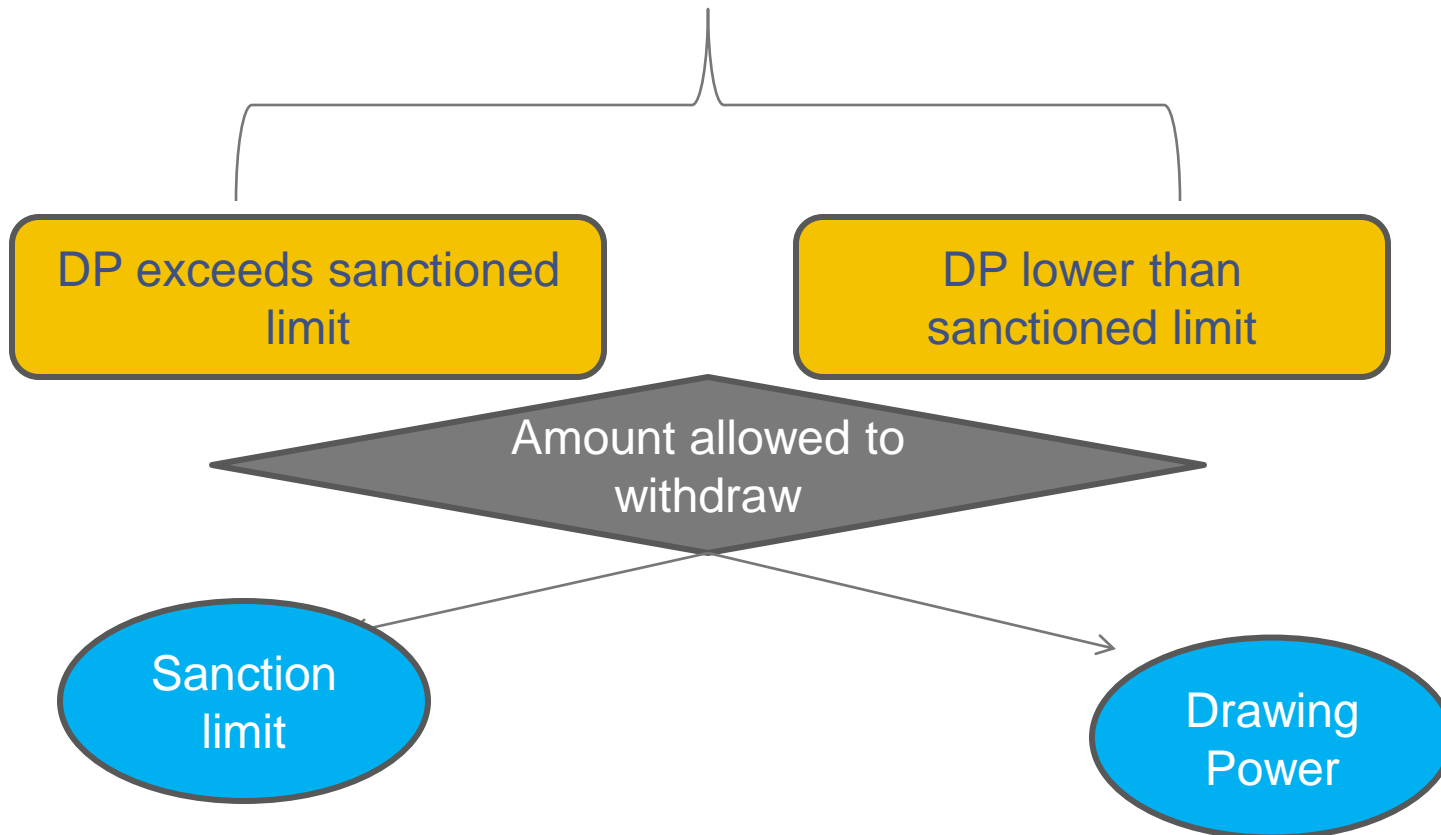 DP exceeds sanctioned
limit
DP lower than
sanctioned limit
Amount allowed to
withdraw
Sanction
limit
Drawing
Power